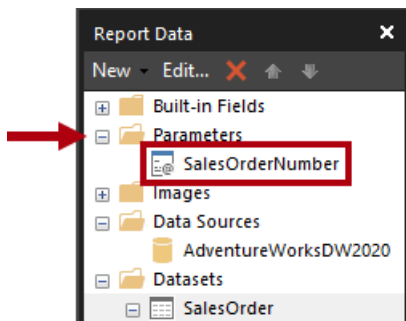 Report Data
New Edit...
Built-in Fields
Parameters
SalesOrderNumber
Images
Data Sources
AdventureWorksDW2020
Datasets
SalesOrder